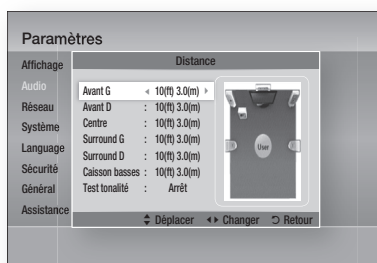 Paramètres
Affichage
Audio
Réseau
Système
Language
Sécurité
Général
Assistance
Distance
Avant G ◂ 10(ft) 3.0(m) ▸
Avant D : 10(ft) 3.0(m)
Centre : 10(ft) 3.0(m)
Surround G : 10(ft) 3.0(m)
Surround D : 10(ft) 3.0(m)
Caisson basses : 10(ft) 3.0(m)
Test tonalité : Arrêt
User
Déplacer ◂▸ Changer Retour